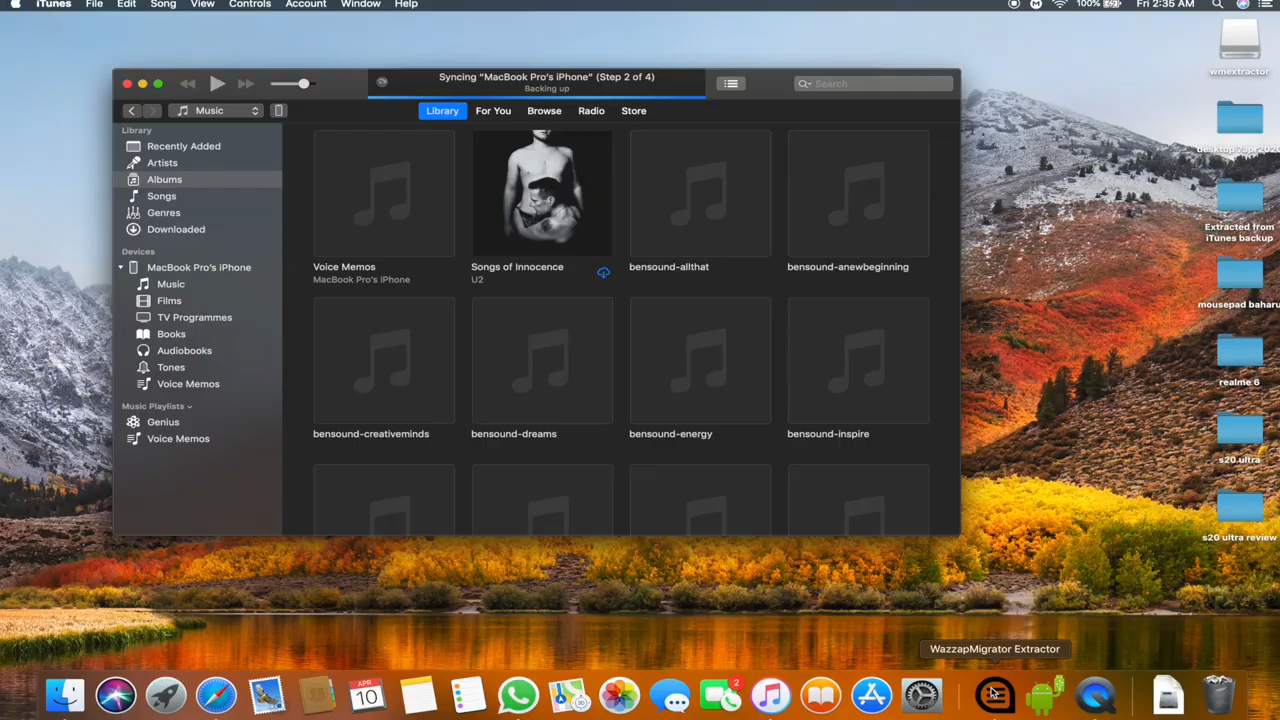 iTunes File Edit Song View Controls Account Window Help
100% Fri 2:35 AM
Syncing “MacBook Pro’s iPhone” (Step 2 of 4)
Backing up
Search
Music
Library For You Browse Radio Store
Library
Recently Added
Artists
Albums
Songs
Genres
Downloaded
Devices
MacBook Pro’s iPhone
Music
Films
TV Programmes
Books
Audiobooks
Tones
Voice Memos
Music Playlists
Genius
Voice Memos
Voice Memos
MacBook Pro’s iPhone
Songs of Innocence
U2
bensound-allthat
bensound-anewbeginning
bensound-creativeminds
bensound-dreams
bensound-energy
bensound-inspire
wmextractor
desktop 7apr2020
Extracted from
iTunes backup
mousepad baharu
realme 6
s20 ultra
s20 ultra review
WazzapMigrator Extractor
APR
10
2
3D